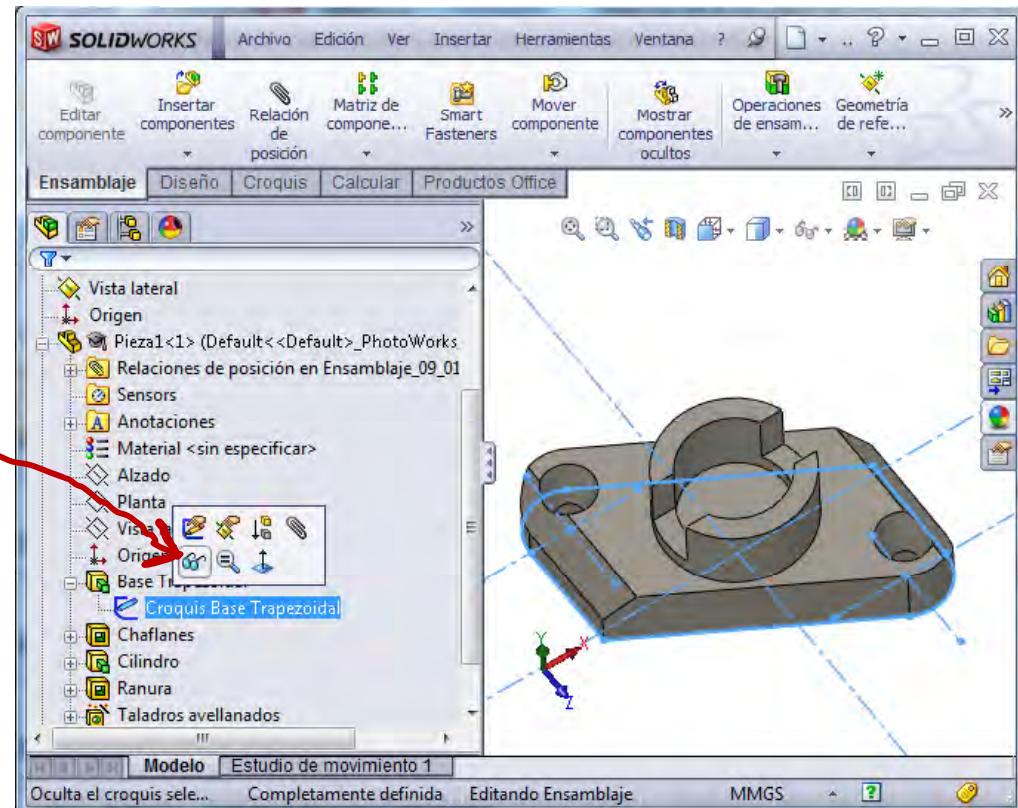 SW SOLIDWORKS Archivo Edición Ver Insertar Herramientas Ventana ? .. ?
Editar componente
Insertar componentes
Relación de posición
Matriz de compone...
Smart Fasteners
Mover componente
Mostrar componentes ocultos
Operaciones de ensam...
Geometría de refe...
»
Ensamblaje Diseño Croquis Calcular Productos Office
»
Vista lateral
Origen
Pieza1<1> (Default<<Default>_PhotoWorks
Relaciones de posición en Ensamblaje_09_01
Sensors
A Anotaciones
Material <sin especificar>
Alzado
Planta
Origen
Base
Croquis Base Trapezoidal
Chaflanes
Cilindro
Ranura
Taladros avellanados
Y
X
Z
Modelo Estudio de movimiento 1
Oculta el croquis sele... Completamente definida Editando Ensamblaje MMGS ?